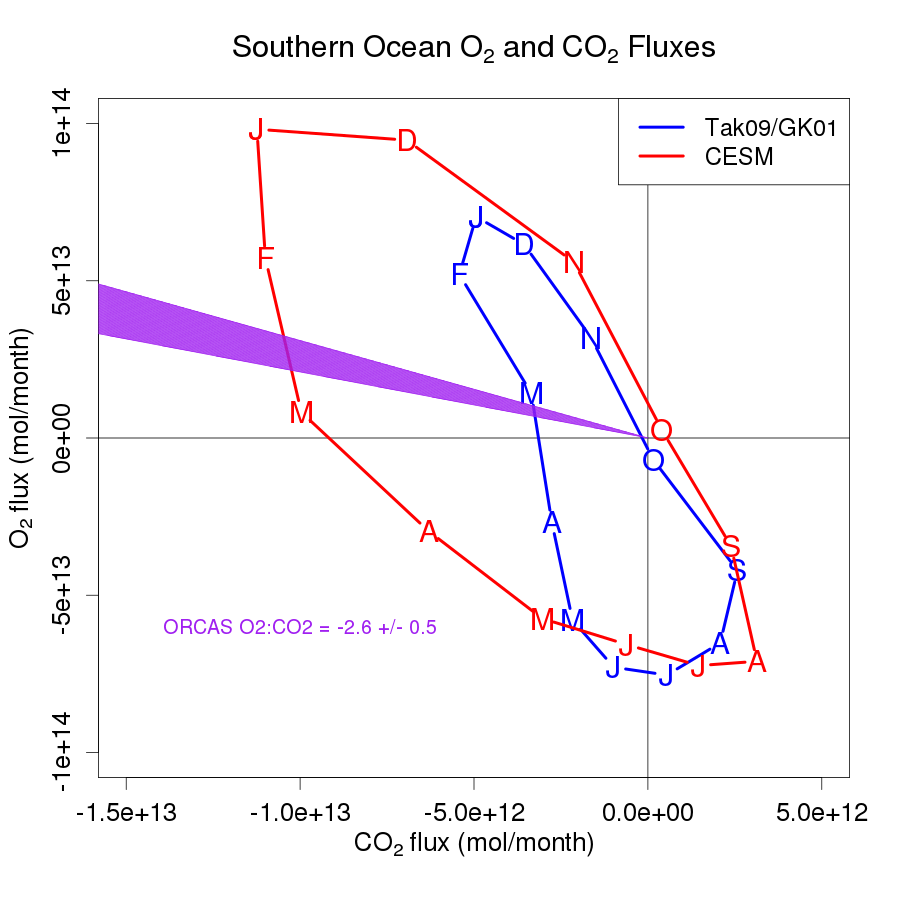 Southern Ocean O₂ and CO₂ Fluxes
Tak09/GK01
CESM
1e+14
5e+13
0e+00
-5e+13
-1e+14
O₂ flux (mol/month)
J
D
J
D
N
F
F
N
M
M
O
O
A
A
S
S
M
M
J
A
J
J
J
A
ORCAS O2:CO2 = -2.6 +/- 0.5
-1.5e+13
-1.0e+13
-5.0e+12
0.0e+00
5.0e+12
CO₂ flux (mol/month)